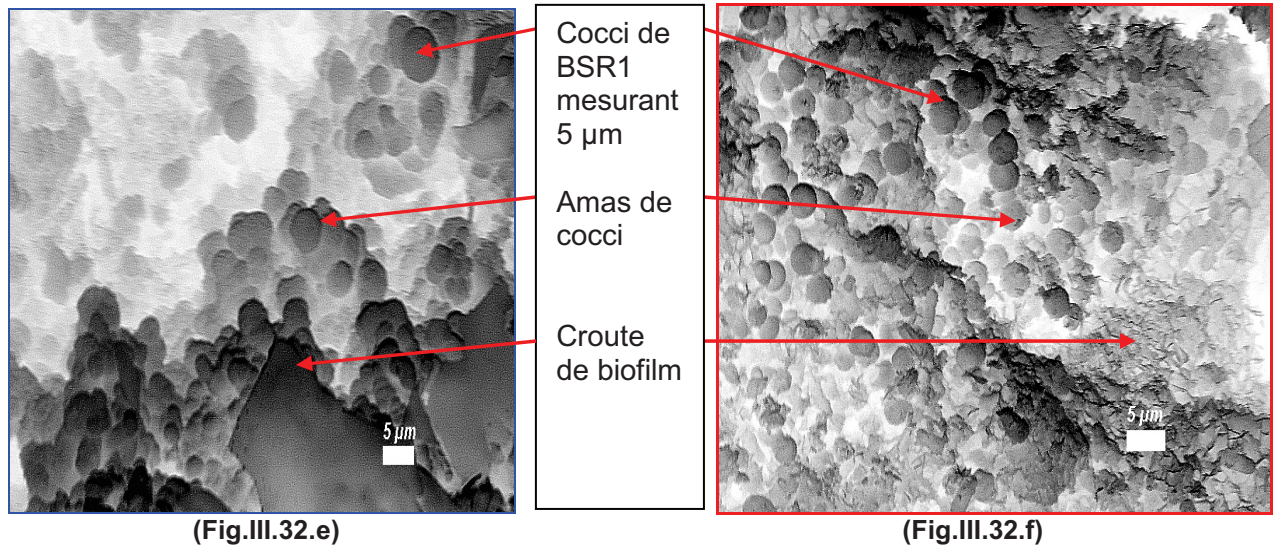 Cocci de
BSR1
mesurant
5 µm
Amas de
cocci
Croute
de biofilm
5 µm
5 µm
(Fig.III.32.e)
(Fig.III.32.f)